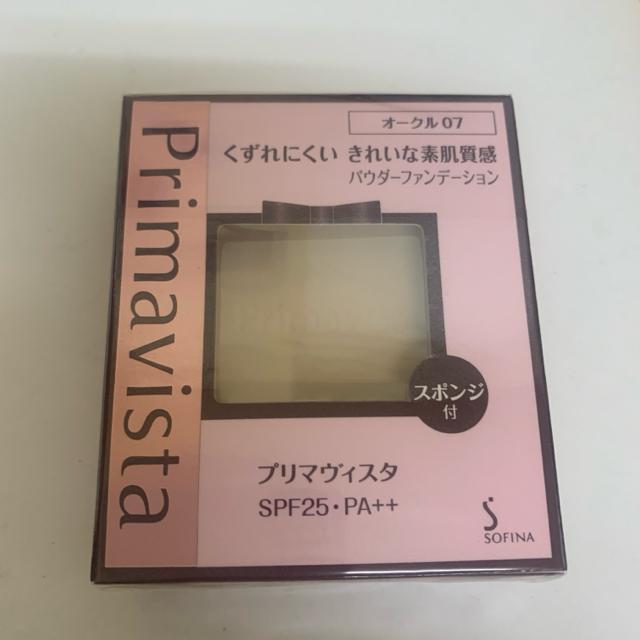 Primavista
オークル 07
くずれにくい きれいな素肌質感
パウダーファンデーション
スポンジ
付
プリマヴィスタ
SPF25・PA++
SOFINA